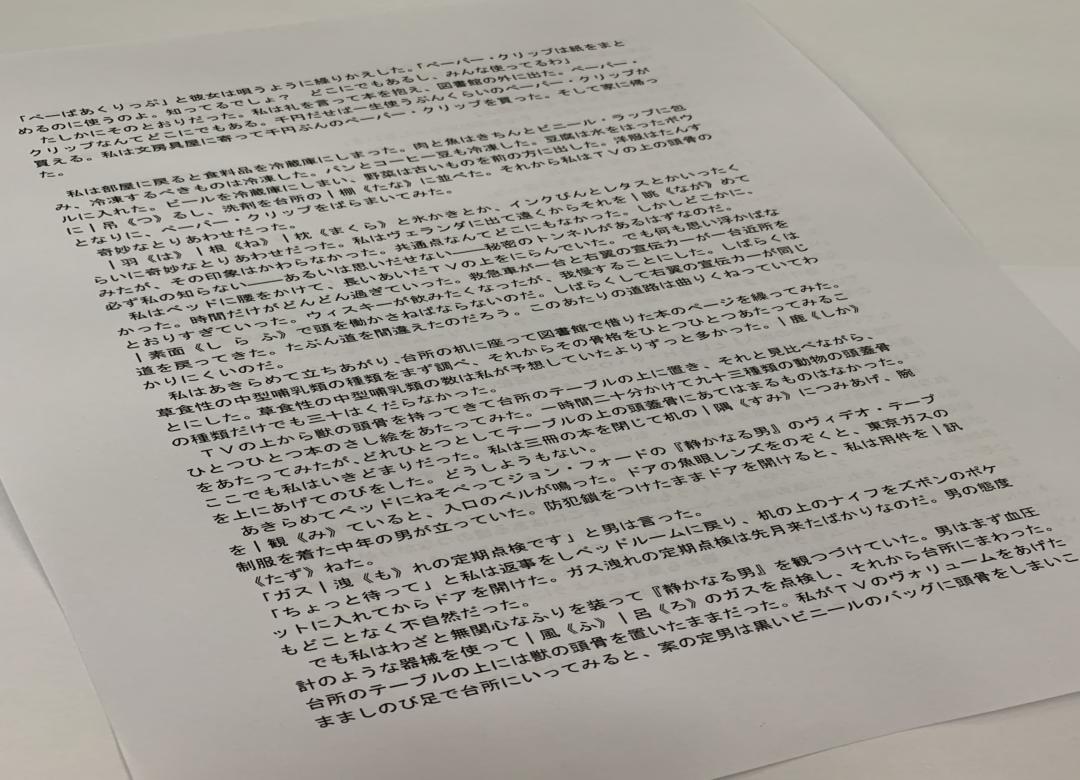 「ぺーぱあくりっぷ」と彼女は唄うように繰りかえした。「ペーパー・クリップは紙をまと
めるのに使うのよ。知ってるでしょ？　どこにでもあるし、みんな使ってるわ」
　たしかにそのとおりだった。私は礼を言って本を抱え、図書館の外に出た。ペーパー・
クリップなんてどこにでもある。千円だせば一生使うぶんくらいのペーパー・クリップが
買える。私は文房具屋に寄って千円ぶんのペーパー・クリップを買った。そして家に帰っ
た。
　私は部屋に戻ると食料品を冷蔵庫にしまった。肉と魚はきちんとビニール・ラップに包
み、冷凍するべきものは冷凍した。パンとコーヒー豆も冷凍した。豆腐は水をはったボウ
ルに入れた。ビールを冷蔵庫にしまい、野菜は古いものを前の方に出した。洋服はたんす
に｜吊《つ》るし、洗剤を台所の｜棚《たな》に並べた。それから私はＴＶの上の頭骨の
となりに、ペーパー・クリップをばらまいてみた。
　奇妙なとりあわせだった。
　｜羽《は》｜根《ね》｜枕《まくら》と氷かきとか、インクびんとレタスとかいったく
らいに奇妙なとりあわせだった。私はヴェランダに出て遠くからそれを｜眺《なが》めて
みたが、その印象はかわらなかった。共通点なんてどこにもなかった。しかしどこかに、
必ず私の知らない――あるいは思いだせない――秘密のトンネルがあるはずなのだ。
　私はベッドに腰をかけて、長いあいだＴＶの上をにらんでいた。でも何も思い浮かばな
かった。時間だけがどんどん過ぎていった。救急車が一台と右翼の宣伝カーが一台近所を
とおりすぎていった。ウィスキーが飲みたくなったが、我慢することにした。しばらくは
｜素面《しらふ》で頭を働かさねばならないのだ。しばらくして右翼の宣伝カーが同じ
道を戻ってきた。たぶん道を間違えたのだろう。このあたりの道路は曲りくねっていてわ
かりにくいのだ。
　私はあきらめて立ちあがり、台所の机に座って図書館で借りた本のページを繰ってみた。
草食性の中型哺乳類の種類をまず調べ、それからその骨格をひとつひとつあたってみるこ
とにした。草食性の中型哺乳類の数は私が予想していたよりずっと多かった。｜鹿《しか》
の種類だけでも三十はくだらなかった。
　ＴＶの上から獣の頭骨を持ってきて台所のテーブルの上に置き、それと見比べながら、
ひとつひとつ本のさし絵をあたってみた。一時間二十分かけて九十三種類の動物の頭蓋骨
をあたってみたが、どれひとつとしてテーブルの上の頭蓋骨にあてはまるものはなかった。
ここでも私はいきどまりだった。私は三冊の本を閉じて机の｜隅《すみ》につみあげ、腕
を上にあげてのびをした。どうしようもない。
　あきらめてベッドにねそべってジョン・フォードの『静かなる男』のヴィデオ・テープ
を｜観《み》ていると、入口のベルが鳴った。ドアの魚眼レンズをのぞくと、東京ガスの
制服を着た中年の男が立っていた。防犯鎖をつけたままドアを開けると、私は用件を｜訊
《たず》ねた。
「ガス｜洩《も》れの定期点検です」と男は言った。
「ちょっと待って」と私は返事をしベッドルームに戻り、机の上のナイフをズボンのポケ
ットに入れてからドアを開けた。ガス洩れの定期点検は先月来たばかりなのだ。男の態度
もどことなく不自然だった。
　でも私はわざと無関心なふりを装って『静かなる男』を観つづけていた。男はまず血圧
計のような器械を使って｜風《ふ》｜呂《ろ》のガスを点検し、それから台所にまわった。
台所のテーブルの上には獣の頭骨を置いたままだった。私がＴＶのヴォリュームをあげた
まましのび足で台所にいってみると、案の定男は黒いビニールのバッグに頭骨をしまいこ